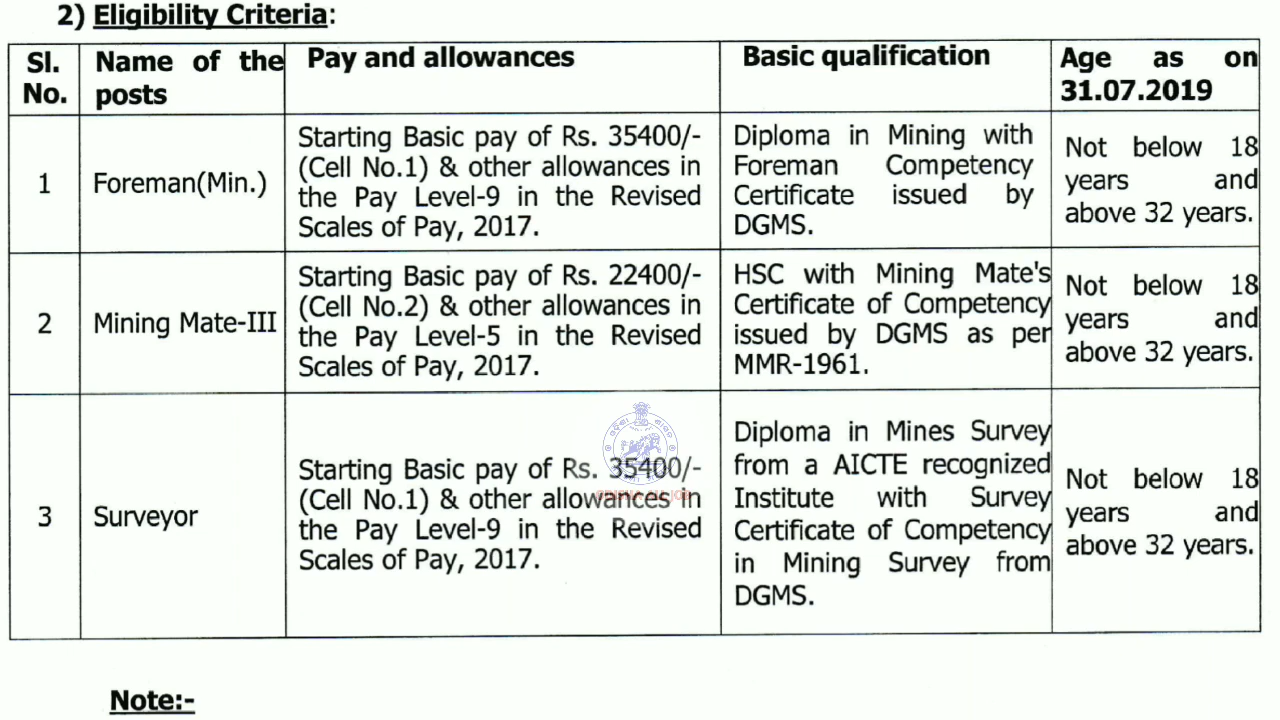 2) Eligibility Criteria:
Sl. No.
Name of the posts
Pay and allowances
Basic qualification
Age as on 31.07.2019
1
Foreman(Min.)
Starting Basic pay of Rs. 35400/-
(Cell No.1) & other allowances in
the Pay Level-9 in the Revised
Scales of Pay, 2017.
Diploma in Mining with
Foreman Competency
Certificate issued by
DGMS.
Not below 18
years and
above 32 years.
2
Mining Mate-III
Starting Basic pay of Rs. 22400/-
(Cell No.2) & other allowances in
the Pay Level-5 in the Revised
Scales of Pay, 2017.
HSC with Mining Mate's
Certificate of Competency
issued by DGMS as per
MMR-1961.
Not below 18
years and
above 32 years.
3
Surveyor
Starting Basic pay of Rs. 35400/-
(Cell No.1) & other allowances in
the Pay Level-9 in the Revised
Scales of Pay, 2017.
Diploma in Mines Survey
from a AICTE recognized
Institute with Survey
Certificate of Competency
in Mining Survey from
DGMS.
Not below 18
years and
above 32 years.
Note:-